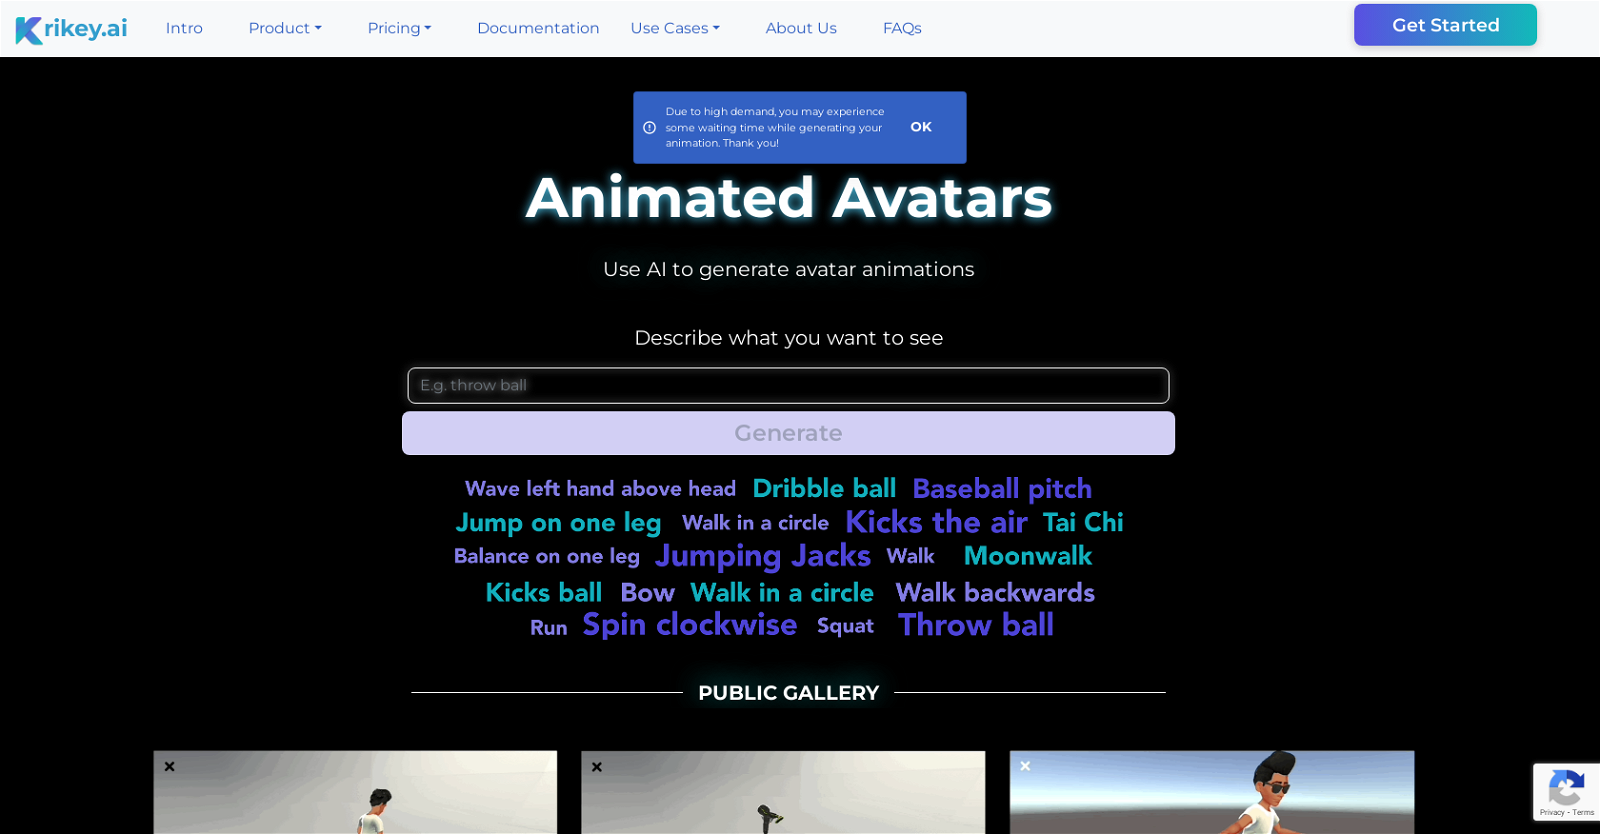 Krikey.ai Intro Product Pricing Documentation Use Cases About Us FAQs Get Started
Due to high demand, you may experience
some waiting time while generating your
animation. Thank you!
OK
Animated Avatars
Use AI to generate avatar animations
Describe what you want to see
E.g. throw ball
Generate
Wave left hand above head Dribble ball Baseball pitch
Jump on one leg Walk in a circle Kicks the air Tai Chi
Balance on one leg Jumping Jacks Walk Moonwalk
Kicks ball Bow Walk in a circle Walk backwards
Run Spin clockwise Squat Throw ball
PUBLIC GALLERY
Privacy - Terms